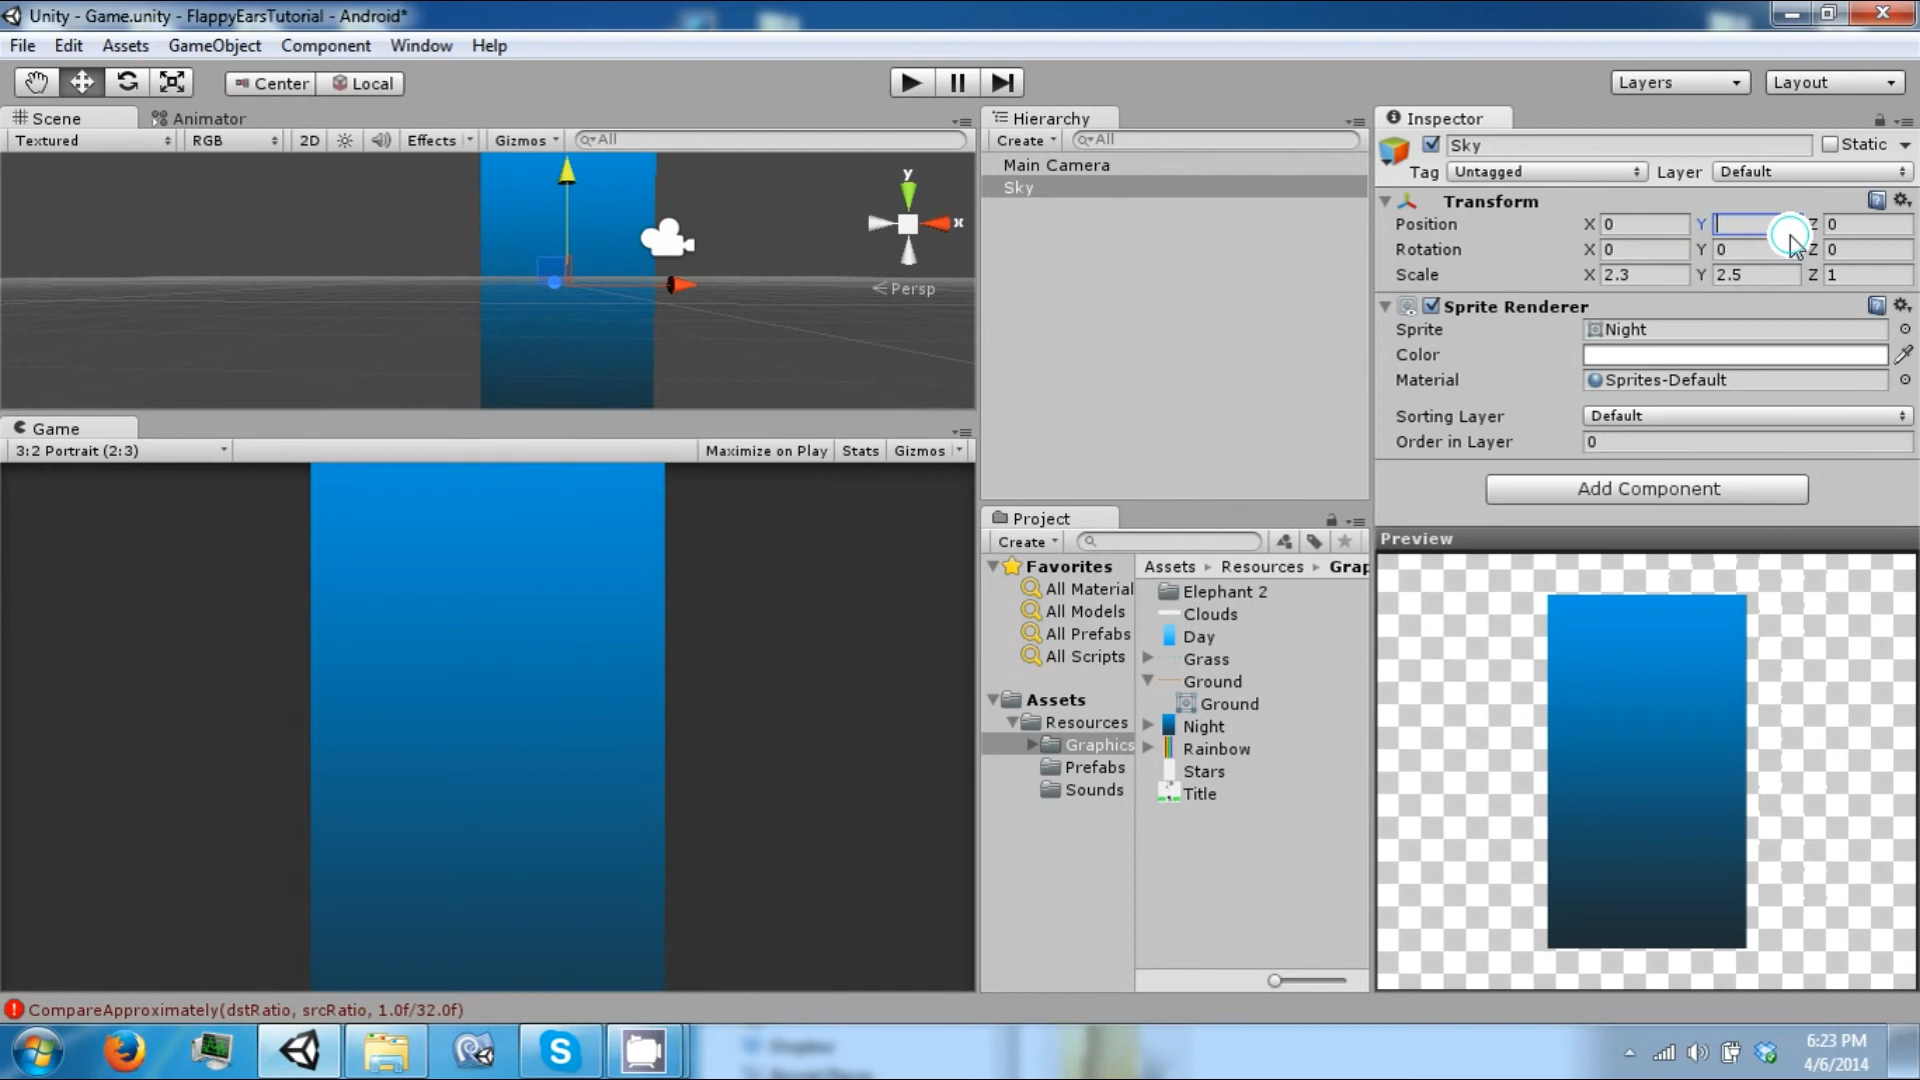 Unity - Game.unity - FlappyEarsTutorial - Android*
File Edit Assets GameObject Component Window Help
Center Local
Layers Layout
Scene Animator
Textured RGB 2D Effects Gizmos All
y
x
Persp
Game
3:2 Portrait (2:3) Maximize on Play Stats Gizmos
Hierarchy
Create All
Main Camera
Sky
Project
Create
Favorites
All Material
All Models
All Prefabs
All Scripts
Assets
Resources
Graphics
Prefabs
Sounds
Assets Resources Grap
Elephant 2
Clouds
Day
Grass
Ground
Ground
Night
Rainbow
Stars
Title
Inspector
Sky Static
Tag Untagged Layer Default
Transform
Position X 0 Y Z 0
Rotation X 0 Y 0 Z 0
Scale X 2.3 Y 2.5 Z 1
Sprite Renderer
Sprite Night
Color
Material Sprites-Default
Sorting Layer Default
Order in Layer 0
Add Component
Preview
CompareApproximately(dstRatio, srcRatio, 1.0f/32.0f)
6:23 PM
4/6/2014